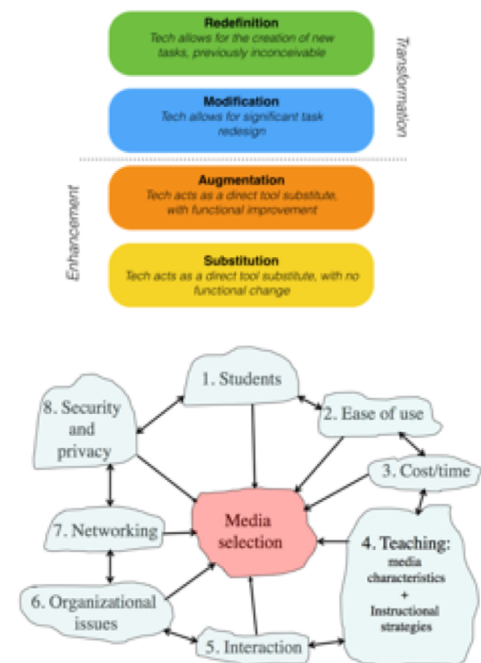 Redefinition
Tech allows for the creation of new
tasks, previously inconceivable
Transformation
Modification
Tech allows for significant task
redesign
Enhancement
Augmentation
Tech acts as a direct tool substitute,
with functional improvement
Substitution
Tech acts as a direct tool substitute, with no
functional change
1. Students
8. Security
and
privacy
2. Ease of use
3. Cost/time
7. Networking
Media
selection
4. Teaching:
media
characteristics
+
Instructional
strategies
6. Organizational
issues
5. Interaction